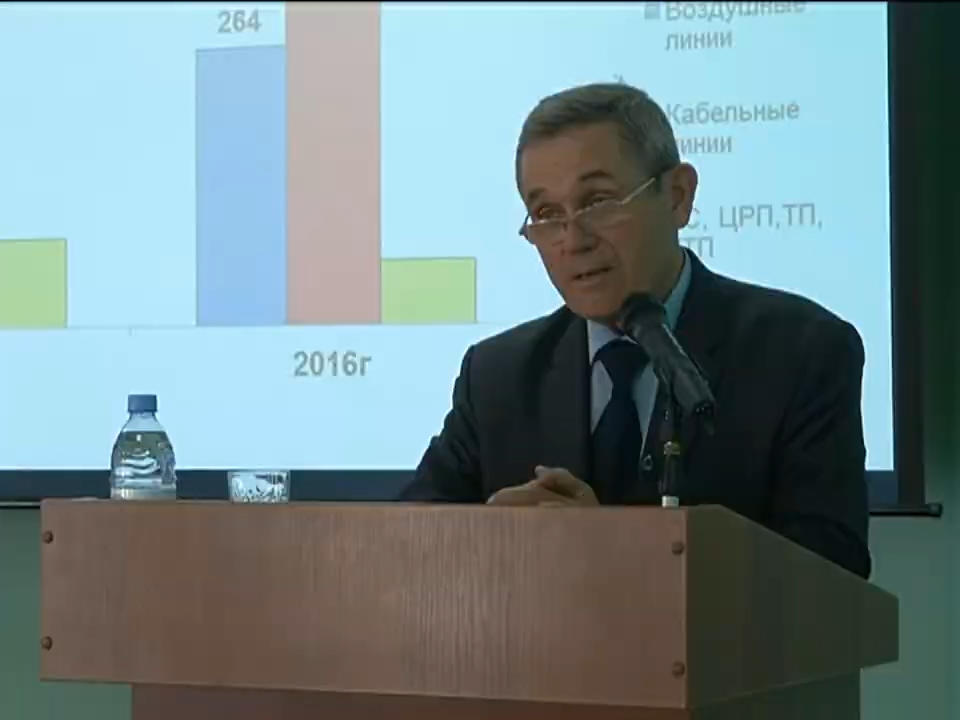 264
Воздушные
линии
Кабельные
линии
ЦРП,ТП,
2016г